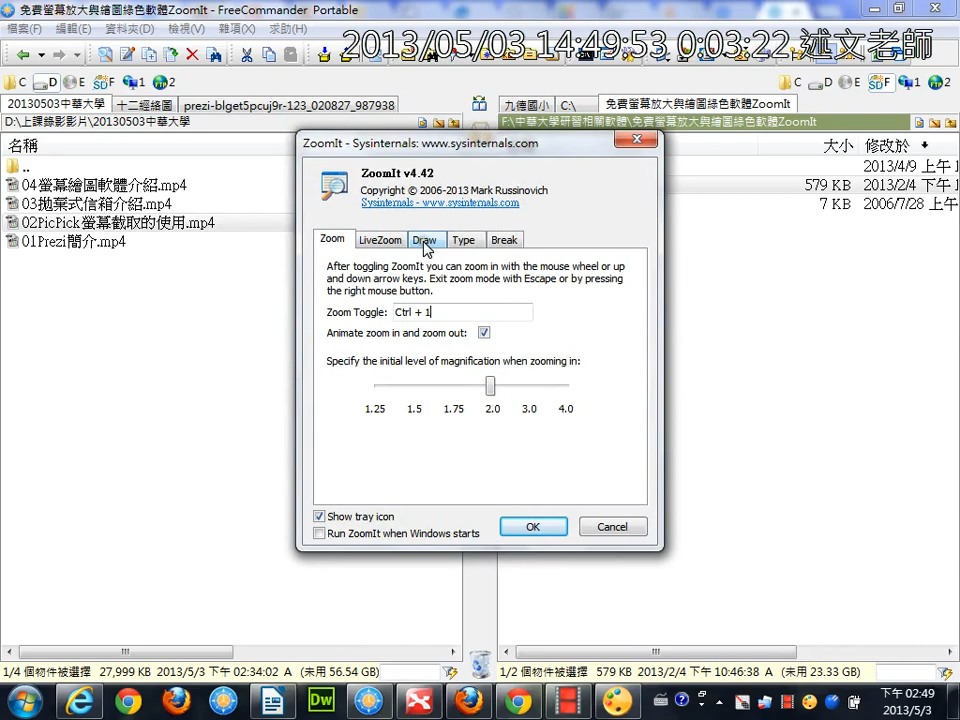 免費螢幕放大與繪圖綠色軟體ZoomIt - FreeCommander Portable
檔案(F) 編輯(E) 資料夾(D) 檢視(V) 雜項(X) 求助(H)
2013/05/03 14:49:53 0:03:22 述文老師
C D E F 1 2
C D E F 1 2
20130503中華大學 十二經絡圖 prezi-blget5pcuj9r-123_020827_987938
九德國小 C:\ 免費螢幕放大與繪圖綠色軟體ZoomIt
D:\上課錄影影片\20130503中華大學
F:\中華大學研習相關軟體\免費螢幕放大與繪圖綠色軟體ZoomIt
名稱
大小 修改於
..
2013/4/9 上午 1
04螢幕繪圖軟體介紹.mp4
579 KB 2013/2/4 下午 1
03拋棄式信箱介紹.mp4
7 KB 2006/7/28 上午
02PicPick螢幕截取的使用.mp4
01Prezi簡介.mp4
ZoomIt - Sysinternals: www.sysinternals.com
ZoomIt v4.42
Copyright © 2006-2013 Mark Russinovich
Sysinternals - www.sysinternals.com
Zoom LiveZoom Draw Type Break
After toggling ZoomIt you can zoom in with the mouse wheel or up
and down arrow keys. Exit zoom mode with Escape or by pressing
the right mouse button.
Zoom Toggle: Ctrl + 1
Animate zoom in and zoom out:
Specify the initial level of magnification when zooming in:
1.25 1.5 1.75 2.0 3.0 4.0
Show tray icon
Run ZoomIt when Windows starts
OK Cancel
1/4 個物件被選擇 27,999 KB 2013/5/3 下午 02:34:02 A (未用 56.54 GB)
1/2 個物件被選擇 579 KB 2013/2/4 下午 10:46:38 A (未用 23.33 GB)
Dw
下午 02:49
2013/5/3